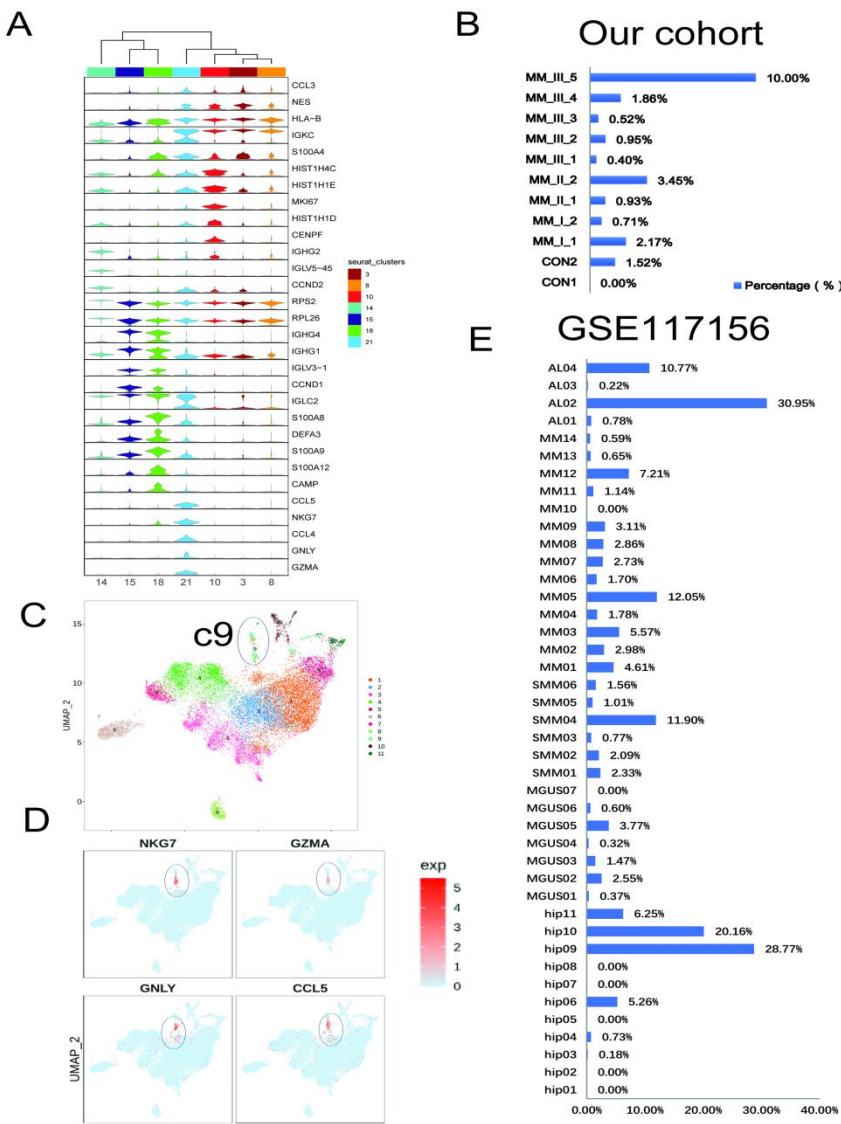 A
CCL3
NES
HLA-B
IGKC
S100A4
HIST1H4C
HIST1H1E
MKI67
HIST1H1D
CENPF
IGHG2
IGLV5-45
CCND2
RPS2
RPL26
IGHG4
IGHG1
IGLV3-1
CCND1
IGLC2
S100A8
DEFA3
S100A9
S100A12
CAMP
CCL5
NKG7
CCL4
GNLY
GZMA
14 15 18 21 10 3 8
seurat_clusters
3
8
10
14
15
18
21
B
Our cohort
MM_III_5 10.00%
MM_III_4 1.86%
MM_III_3 0.52%
MM_III_2 0.95%
MM_III_1 0.40%
MM_II_2 3.45%
MM_II_1 0.93%
MM_I_2 0.71%
MM_I_1 2.17%
CON2 1.52%
CON1 0.00%
Percentage ( % )
C
c9
15
10
5
0
UMAP_2
1
2
3
4
5
6
7
8
9
10
11
D
NKG7 GZMA
GNLY CCL5
UMAP_2
exp
5
4
3
2
1
0
E
GSE117156
AL04 10.77%
AL03 0.22%
AL02 30.95%
AL01 0.78%
MM14 0.59%
MM13 0.65%
MM12 7.21%
MM11 1.14%
MM10 0.00%
MM09 3.11%
MM08 2.86%
MM07 2.73%
MM06 1.70%
MM05 12.05%
MM04 1.78%
MM03 5.57%
MM02 2.98%
MM01 4.61%
SMM06 1.56%
SMM05 1.01%
SMM04 11.90%
SMM03 0.77%
SMM02 2.09%
SMM01 2.33%
MGUS07 0.00%
MGUS06 0.60%
MGUS05 3.77%
MGUS04 0.32%
MGUS03 1.47%
MGUS02 2.55%
MGUS01 0.37%
hip11 6.25%
hip10 20.16%
hip09 28.77%
hip08 0.00%
hip07 0.00%
hip06 5.26%
hip05 0.00%
hip04 0.73%
hip03 0.18%
hip02 0.00%
hip01 0.00%
0.00% 10.00% 20.00% 30.00% 40.00%